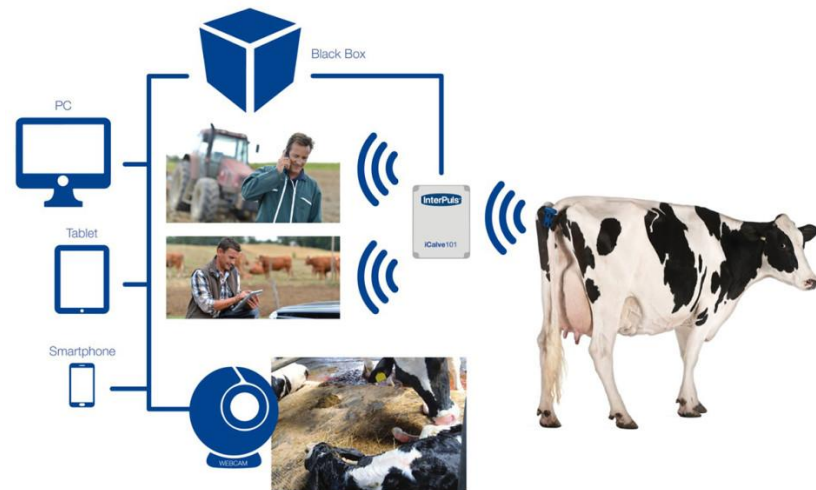 Black Box
PC
InterPuls
iCalve101
Tablet
Smartphone
WEBCAM